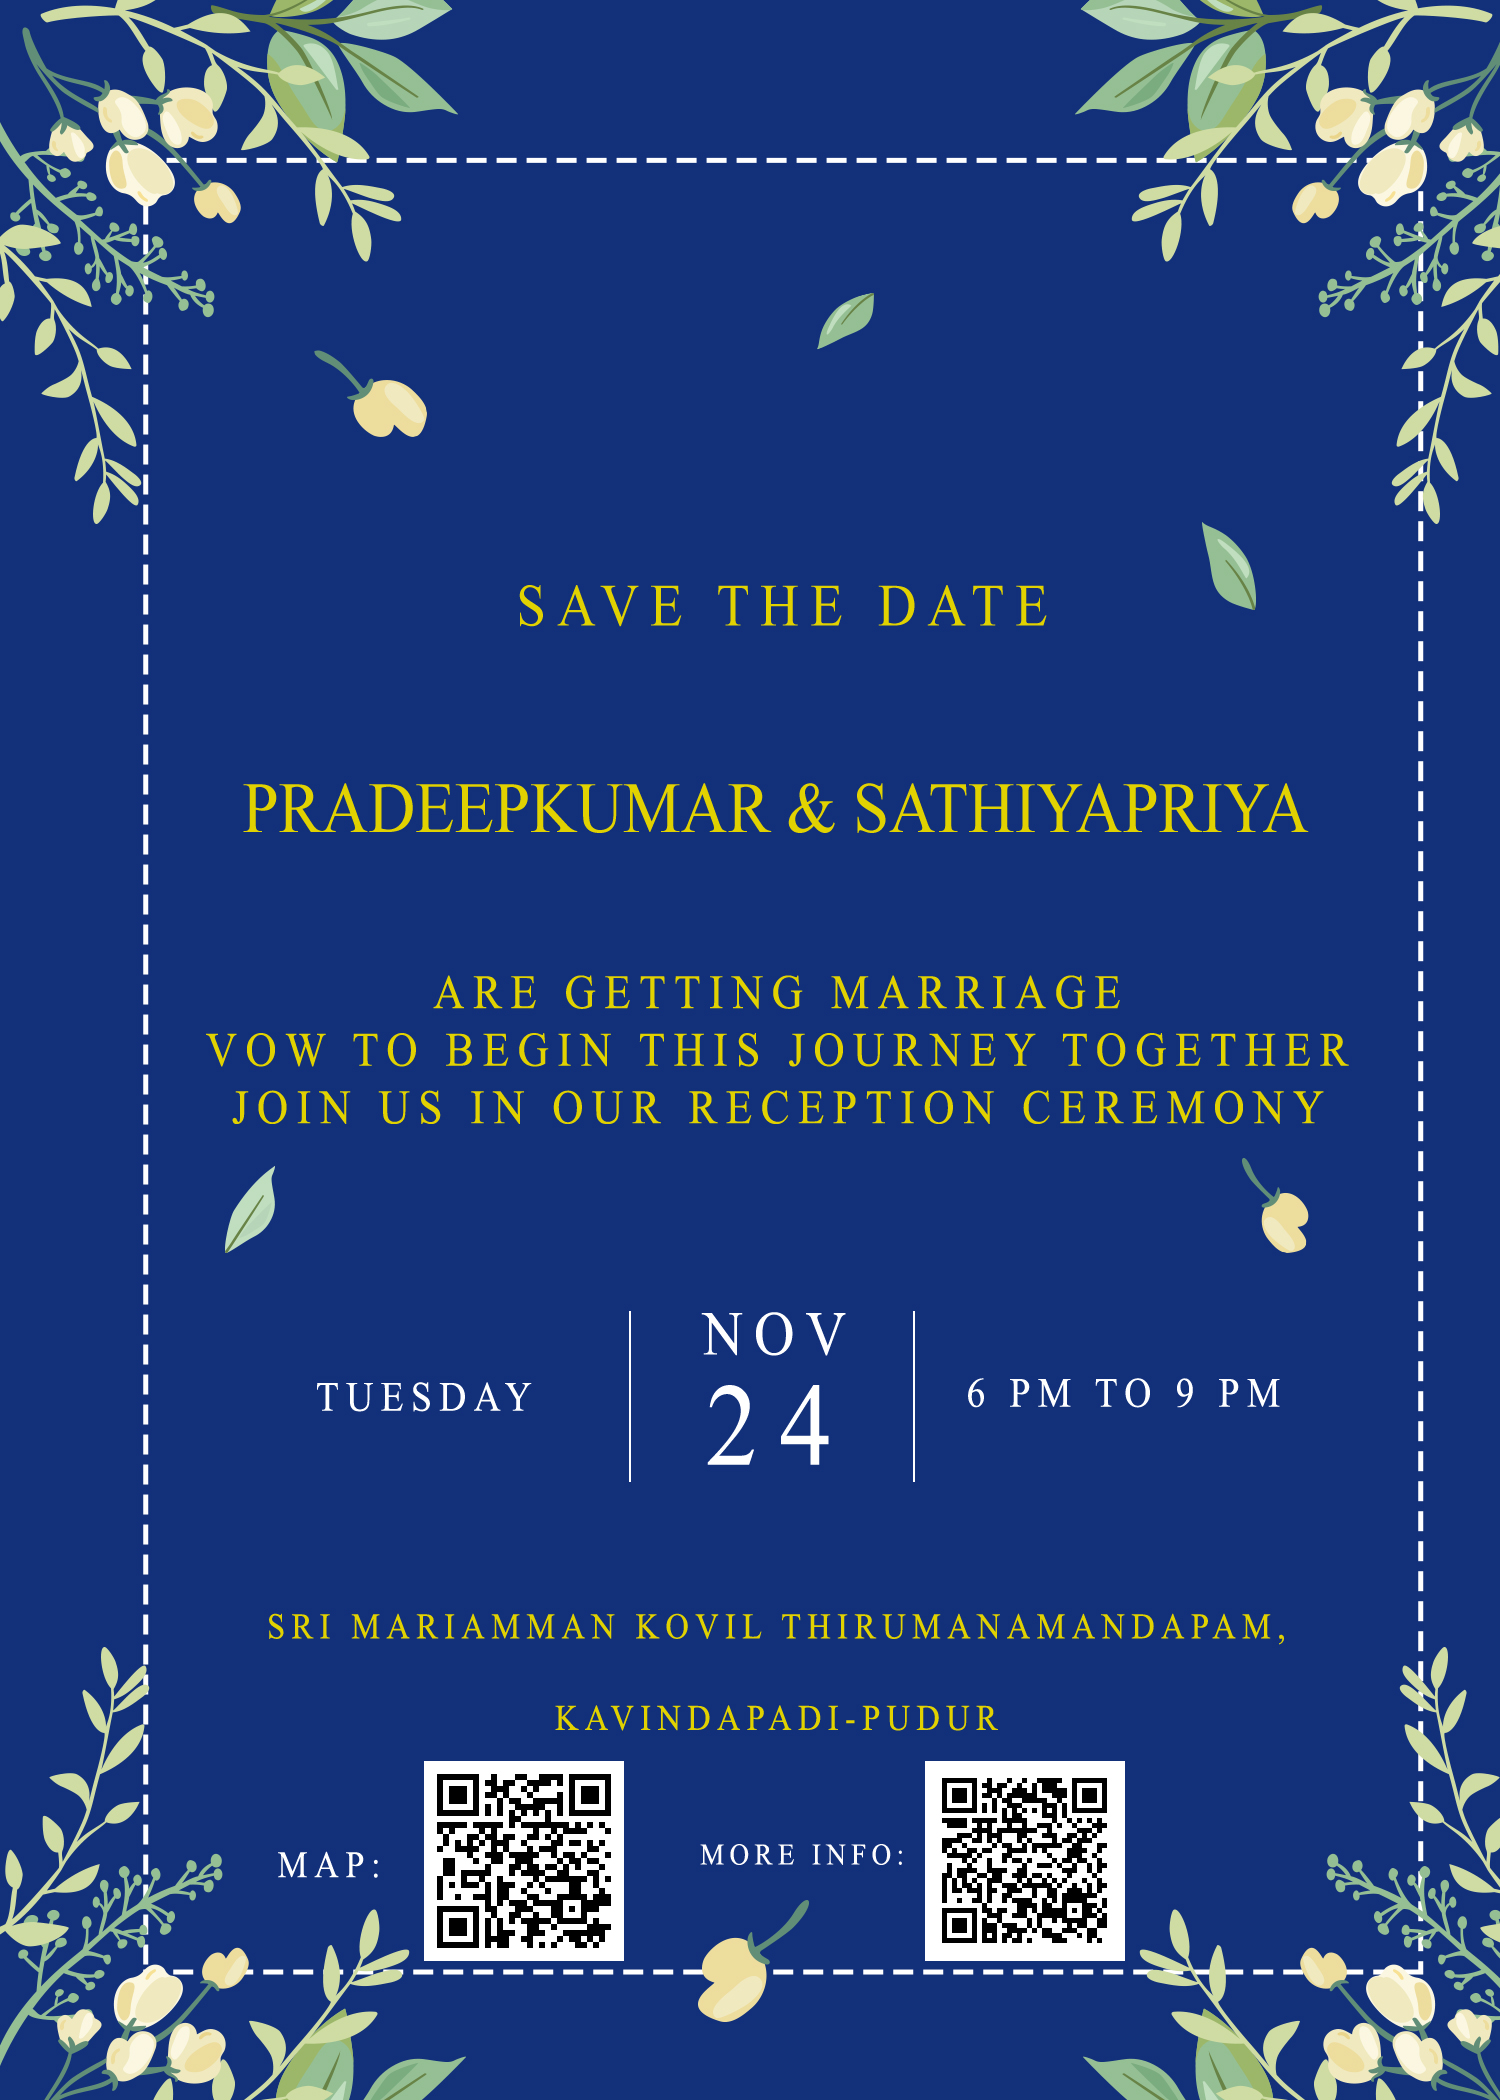 SAVE THE DATE
PRADEEPKUMAR & SATHIYAPRIYA
ARE GETTING MARRIAGE
VOW TO BEGIN THIS JOURNEY TOGETHER
JOIN US IN OUR RECEPTION CEREMONY
TUESDAY
NOV
24
6 PM TO 9 PM
SRI MARIAMMAN KOVIL THIRUMANAMANDAPAM,
KAVINDAPADI-PUDUR
MAP:
MORE INFO: